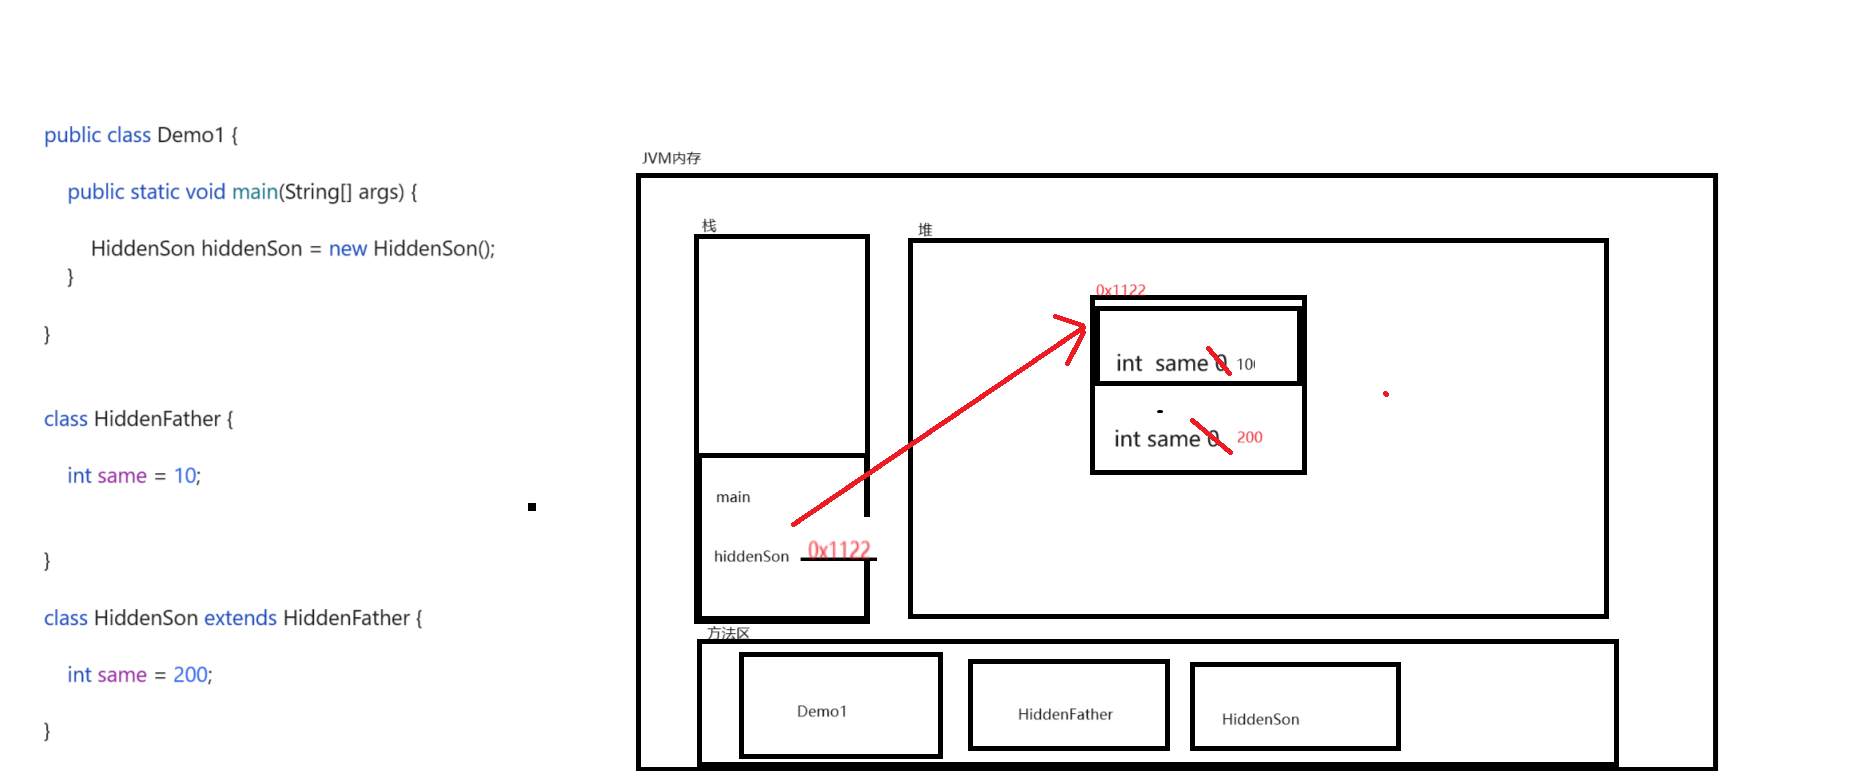 public class Demo1 {
public static void main(String[] args) {
HiddenSon hiddenSon = new HiddenSon();
}
}
class HiddenFather {
int same = 10;
}
class HiddenSon extends HiddenFather {
int same = 200;
}
JVM内存
栈
main
hiddenSon 0x1122
堆
0x1122
int same 0 10
int same 0 200
方法区
Demo1
HiddenFather
HiddenSon